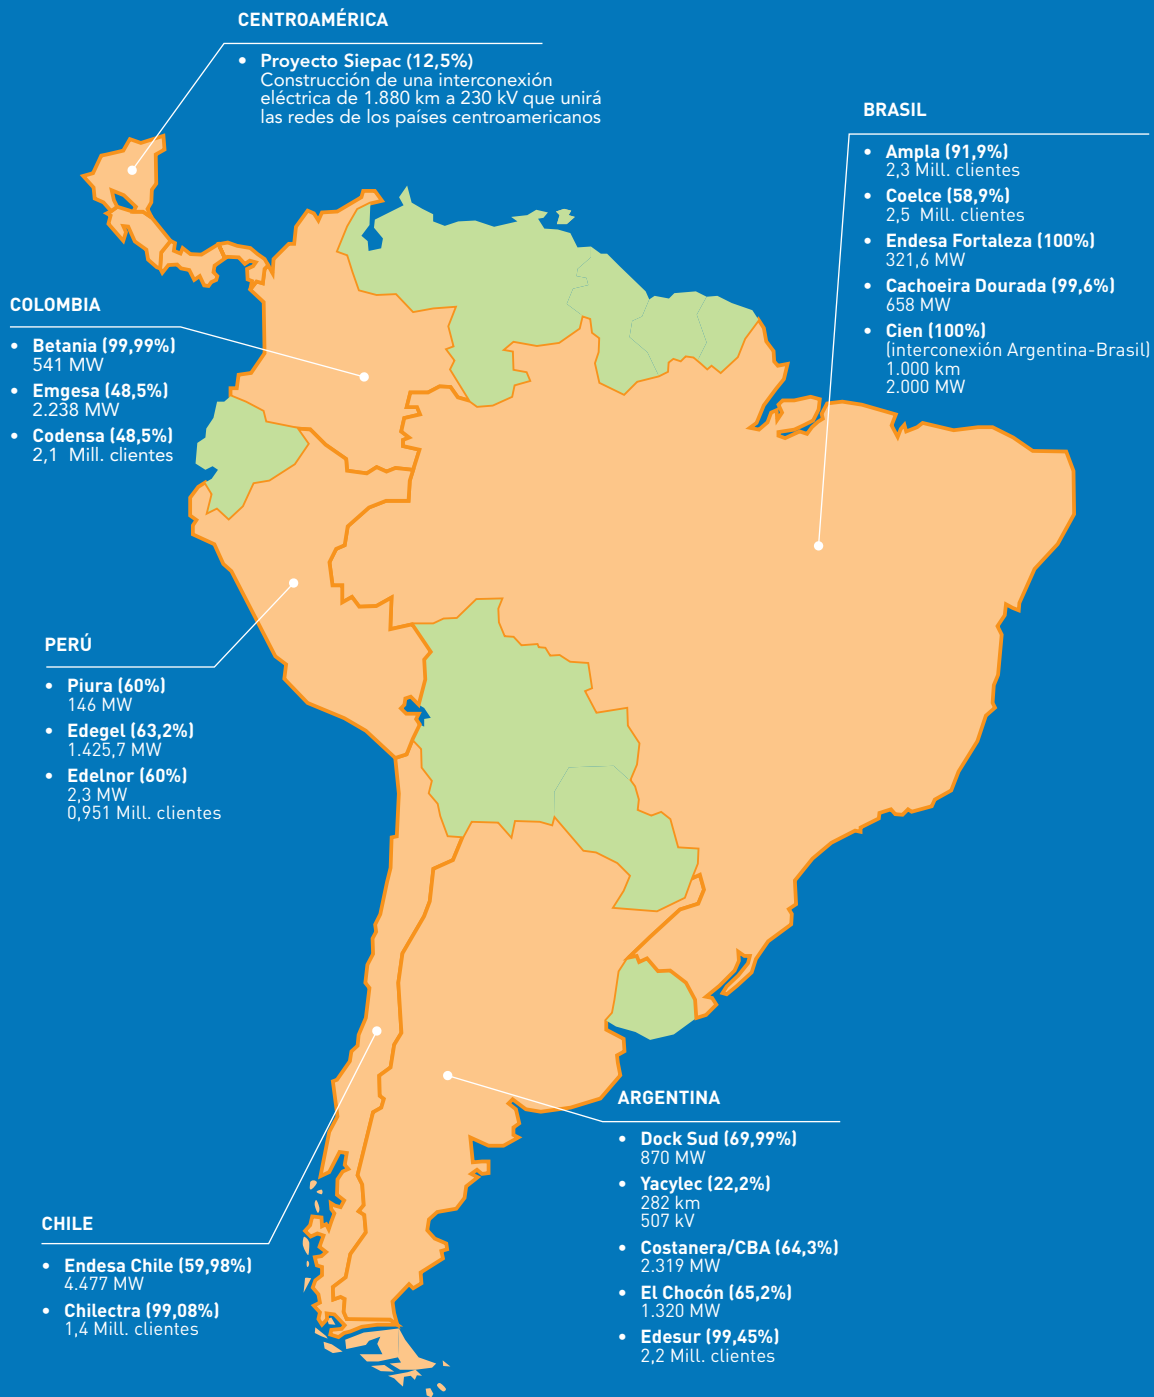 CENTROAMÉRICA
• Proyecto Siepac (12,5%)
Construcción de una interconexión
eléctrica de 1.880 km a 230 kV que unirá
las redes de los países centroamericanos
BRASIL
• Ampla (91,9%)
2,3 Mill. clientes
• Coelce (58,9%)
2,5 Mill. clientes
• Endesa Fortaleza (100%)
321,6 MW
• Cachoeira Dourada (99,6%)
658 MW
• Cien (100%)
(interconexión Argentina-Brasil)
1.000 km
2.000 MW
COLOMBIA
• Betania (99,99%)
541 MW
• Emgesa (48,5%)
2.238 MW
• Codensa (48,5%)
2,1 Mill. clientes
PERÚ
• Piura (60%)
146 MW
• Edegel (63,2%)
1.425,7 MW
• Edelnor (60%)
2,3 MW
0,951 Mill. clientes
ARGENTINA
• Dock Sud (69,99%)
870 MW
• Yacylec (22,2%)
282 km
507 kV
• Costanera/CBA (64,3%)
2.319 MW
• El Chocón (65,2%)
1.320 MW
• Edesur (99,45%)
2,2 Mill. clientes
CHILE
• Endesa Chile (59,98%)
4.477 MW
• Chilectra (99,08%)
1,4 Mill. clientes